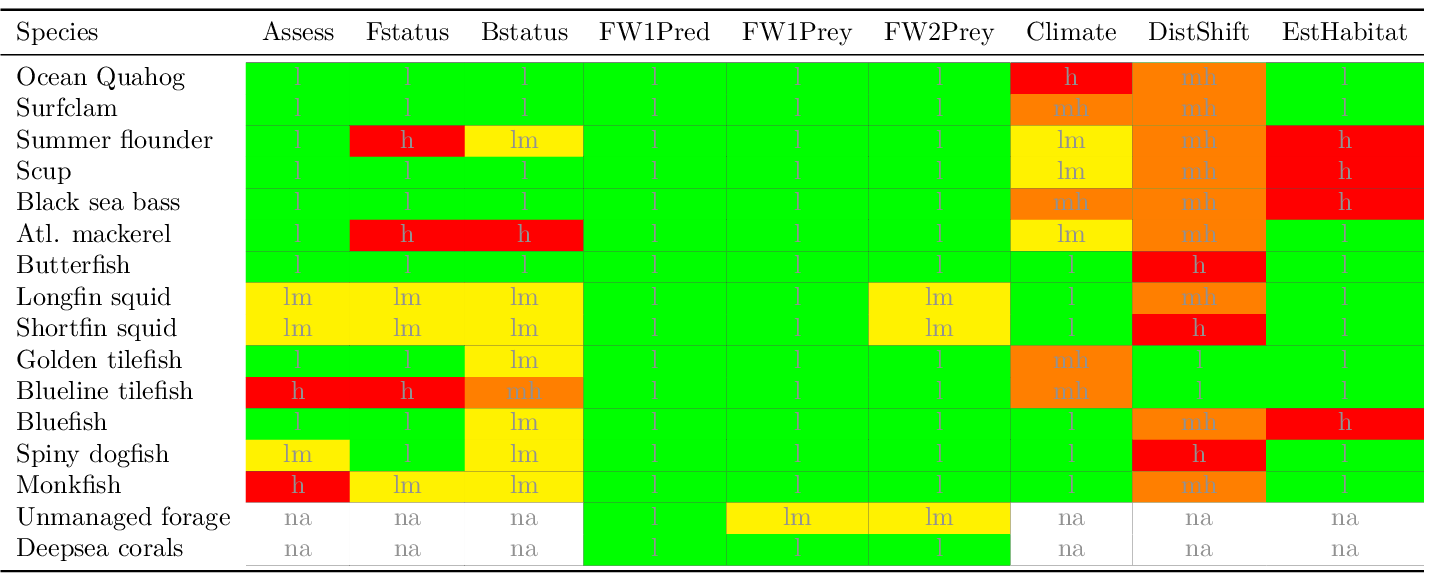 Species Assess Fstatus Bstatus FW1Pred FW1Prey FW2Prey Climate DistShift EstHabitat
Ocean Quahog l l l l l l h mh l
Surfclam l l l l l l mh mh l
Summer flounder l h lm l l l lm mh h
Scup l l l l l l lm mh h
Black sea bass l l l l l l mh mh h
Atl. mackerel l h h l l l lm mh l
Butterfish l l l l l l l h l
Longfin squid lm lm lm l l lm l mh l
Shortfin squid lm lm lm l l lm l h l
Golden tilefish l l lm l l l mh l l
Blueline tilefish h h mh l l l mh l l
Bluefish l l lm l l l l mh h
Spiny dogfish lm l lm l l l l h l
Monkfish h lm lm l l l l mh l
Unmanaged forage na na na l lm lm na na na
Deepsea corals na na na l l l na na na